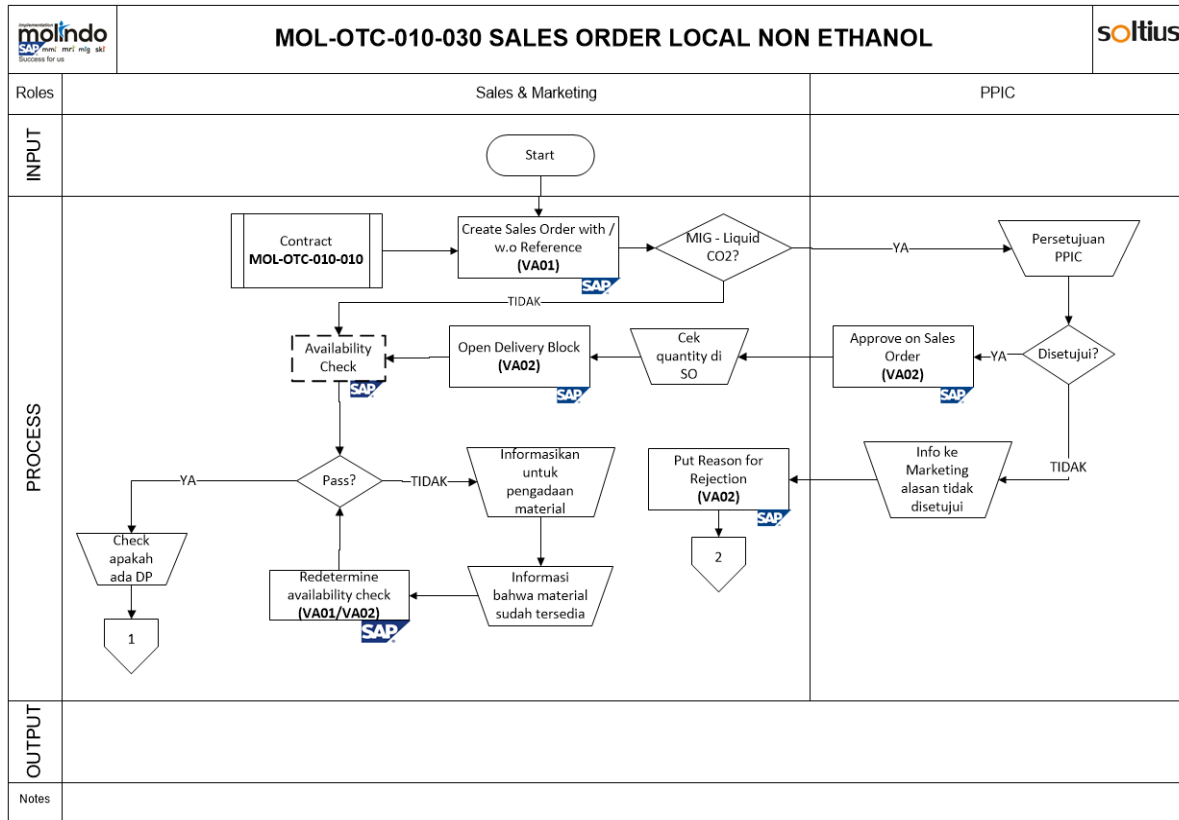 Implementation
molindo
SAP mmi mri mig ski
Success for us
MOL-OTC-010-030 SALES ORDER LOCAL NON ETHANOL
soltius
Roles
Sales & Marketing
PPIC
INPUT
Start
PROCESS
Contract
MOL-OTC-010-010
Create Sales Order with /
w.o Reference
(VA01)
SAP
MIG - Liquid
CO2?
YA
Persetujuan
PPIC
TIDAK
Availability
Check
SAP
Open Delivery Block
(VA02)
SAP
Cek
quantity di
SO
Approve on Sales
Order
(VA02)
SAP
YA
Disetujui?
TIDAK
YA
Pass?
TIDAK
Informasikan
untuk
pengadaan
material
Put Reason for
Rejection
(VA02)
SAP
Info ke
Marketing
alasan tidak
disetujui
Check
apakah
ada DP
1
Redetermine
availability check
(VA01/VA02)
SAP
Informasi
bahwa material
sudah tersedia
2
OUTPUT
Notes